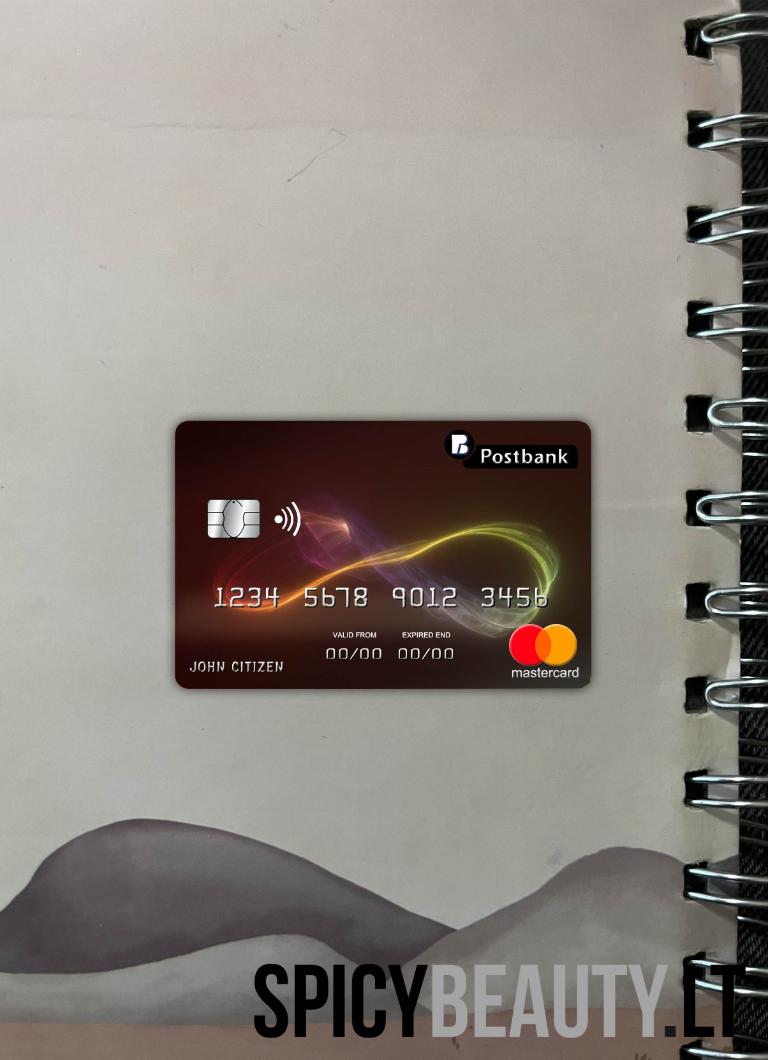 Postbank
1234 5678 9012 3456
VALID FROM EXPIRED END
00/00 00/00
JOHN CITIZEN
mastercard
SPICYBEAUTY.LT